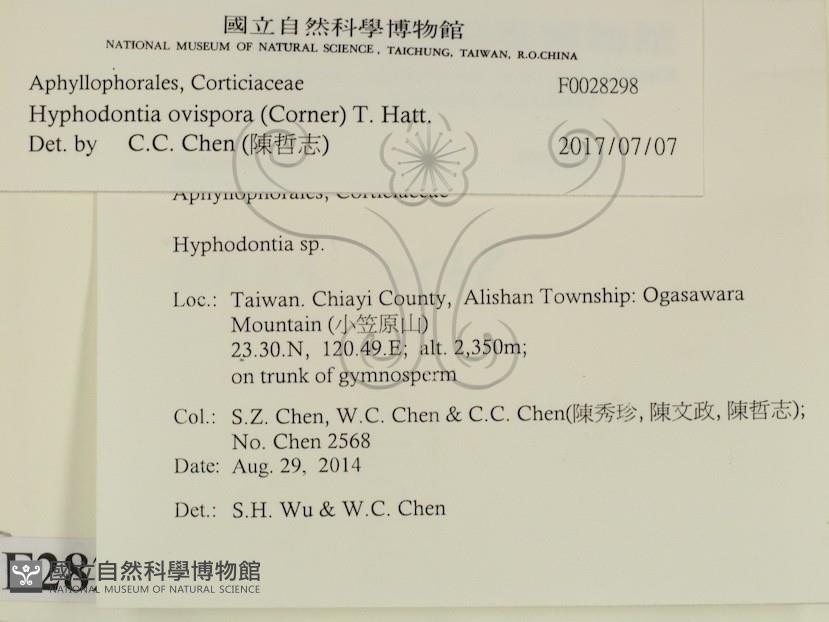 國立自然科學博物館
NATIONAL MUSEUM OF NATURAL SCIENCE, TAICHUNG, TAIWAN, R.O.CHINA
Aphyllophorales, Corticiaceae F0028298
Hyphodontia ovispora (Corner) T. Hatt.
Det. by C.C. Chen (陳哲志) 2017/07/07
Aphyllophorales, Corticiaceae
Hyphodontia sp.
Loc.: Taiwan. Chiayi County, Alishan Township: Ogasawara
Mountain (小笠原山)
23.30.N, 120.49.E; alt. 2,350m;
on trunk of gymnosperm
Col.: S.Z. Chen, W.C. Chen & C.C. Chen(陳秀珍, 陳文政, 陳哲志);
No. Chen 2568
Date: Aug. 29, 2014
Det.: S.H. Wu & W.C. Chen
F28
國立自然科學博物館
NATIONAL MUSEUM OF NATURAL SCIENCE